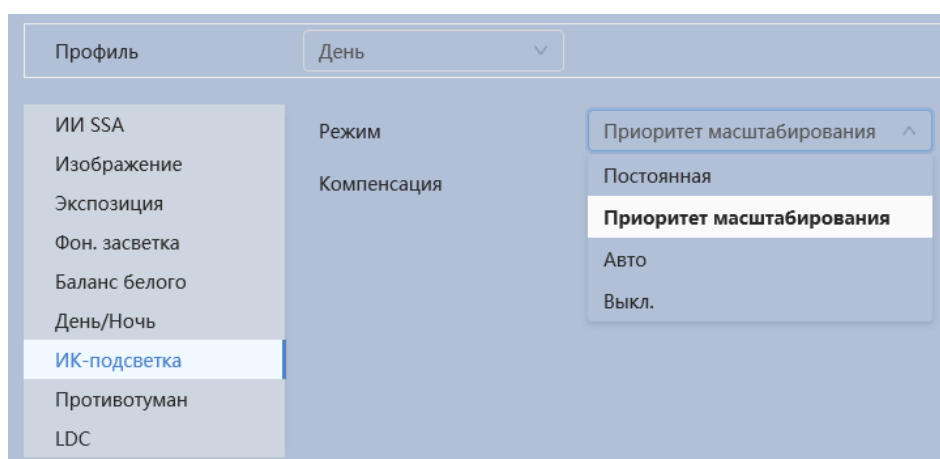 Профиль
День
ИИ SSA
Изображение
Экспозиция
Фон. засветка
Баланс белого
День/Ночь
ИК-подсветка
Противотуман
LDC
Режим
Приоритет масштабирования
Компенсация
Постоянная
Приоритет масштабирования
Авто
Выкл.